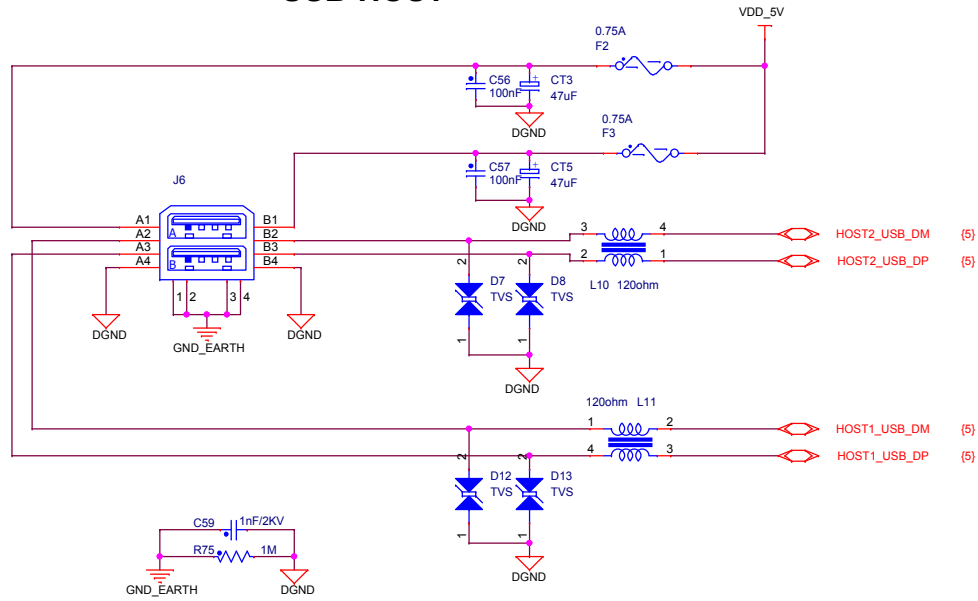 VDD_5V
0.75A
F2
C56
100nF
CT3
47uF
+
DGND
0.75A
F3
C57
100nF
CT5
47uF
+
DGND
J6
A1
A2
A3
A4
A
B
B1
B2
B3
B4
1 2 3 4
DGND
GND_EARTH
DGND
3 4
2 1
L10 120ohm
HOST2_USB_DM {5}
HOST2_USB_DP {5}
2 D7 TVS 1
2 D8 TVS 1
DGND
120ohm L11
1 2
4 3
HOST1_USB_DM {5}
HOST1_USB_DP {5}
2 D12 TVS 1
2 D13 TVS 1
DGND
C59 1nF/2KV
R75 1M
GND_EARTH
DGND